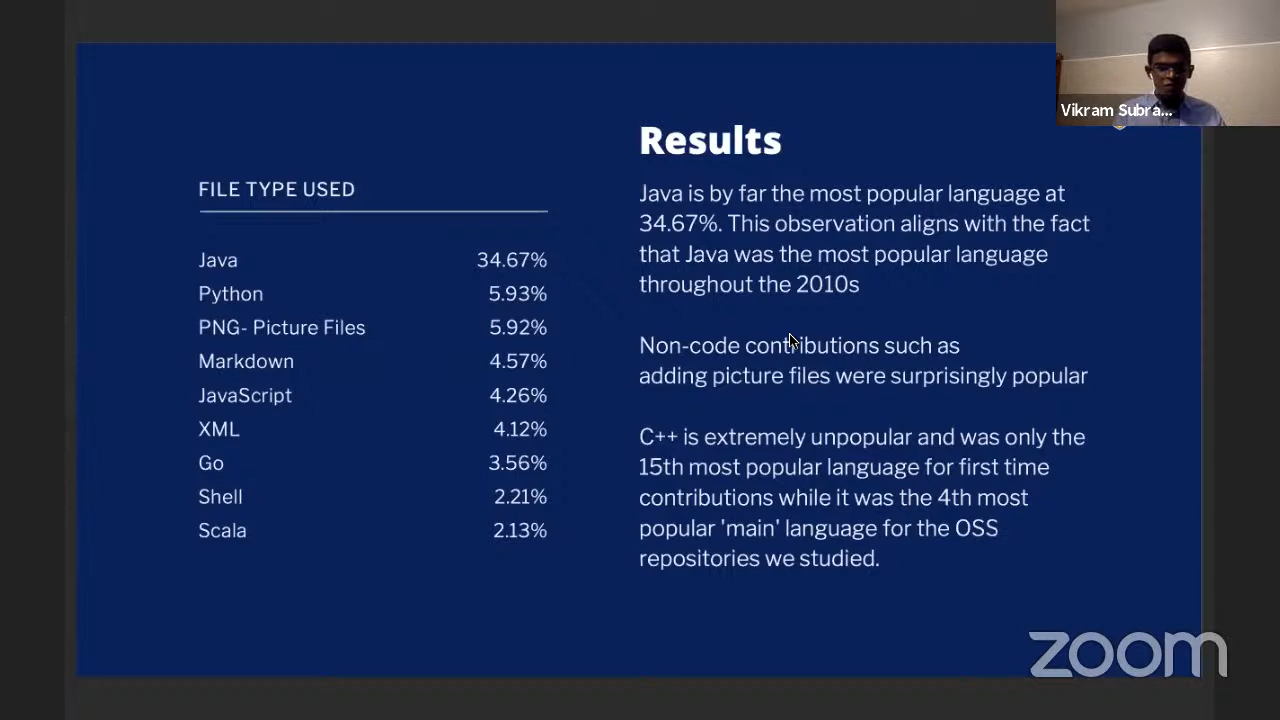 Vikram Subra...
FILE TYPE USED
Java 34.67%
Python 5.93%
PNG- Picture Files 5.92%
Markdown 4.57%
JavaScript 4.26%
XML 4.12%
Go 3.56%
Shell 2.21%
Scala 2.13%
Results
Java is by far the most popular language at
34.67%. This observation aligns with the fact
that Java was the most popular language
throughout the 2010s
Non-code contributions such as
adding picture files were surprisingly popular
C++ is extremely unpopular and was only the
15th most popular language for first time
contributions while it was the 4th most
popular 'main' language for the OSS
repositories we studied.
zoom